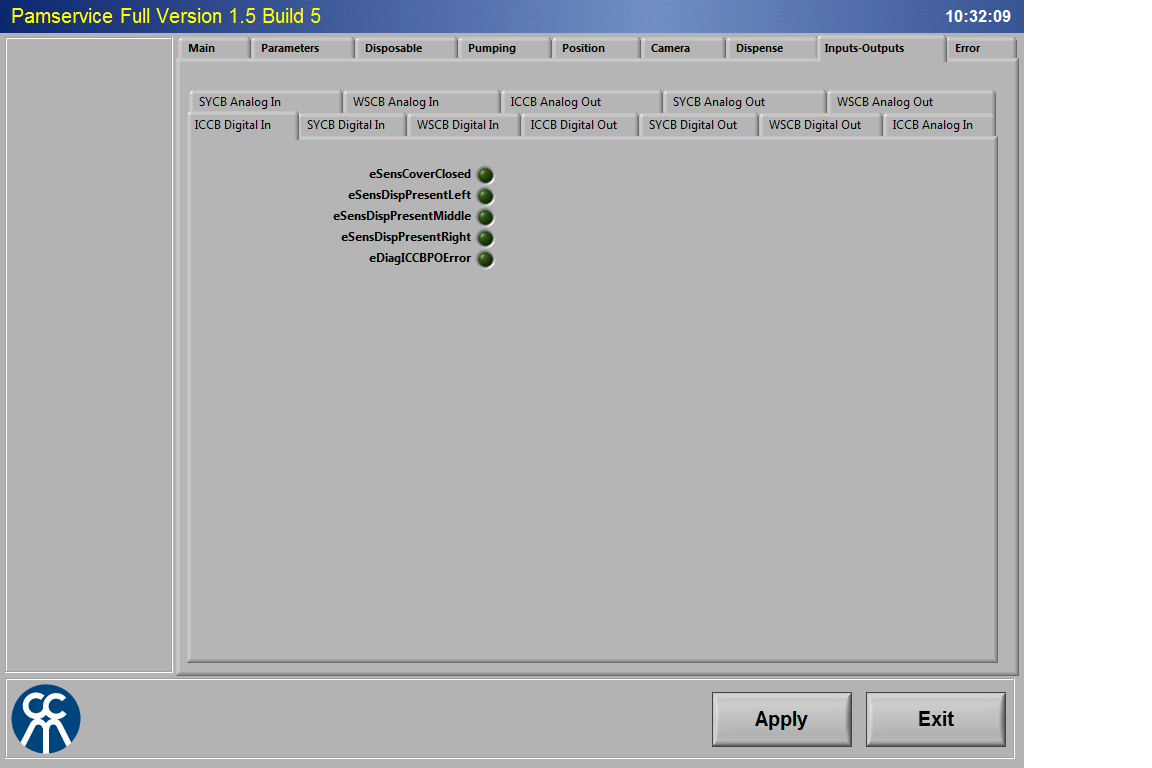 Pamservice Full Version 1.5 Build 5
10:32:09
Main Parameters Disposable Pumping Position Camera Dispense Inputs-Outputs Error
SYCB Analog In WSCB Analog In ICCB Analog Out SYCB Analog Out WSCB Analog Out
ICCB Digital In SYCB Digital In WSCB Digital In ICCB Digital Out SYCB Digital Out WSCB Digital Out ICCB Analog In
eSensCoverClosed
eSensDispPresentLeft
eSensDispPresentMiddle
eSensDispPresentRight
eDiagICCBPOError
Apply Exit